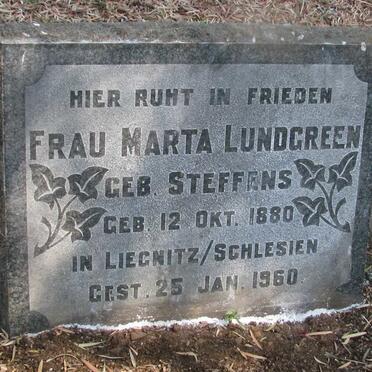 HIER RUHT IN FRIEDEN
FRAU MARTA LUNDGREEN
GEB. STEFFENS
GEB. 12 OKT. 1880
IN LIEGNITZ/SCHLESIEN
GEST. 25 JAN. 1960.